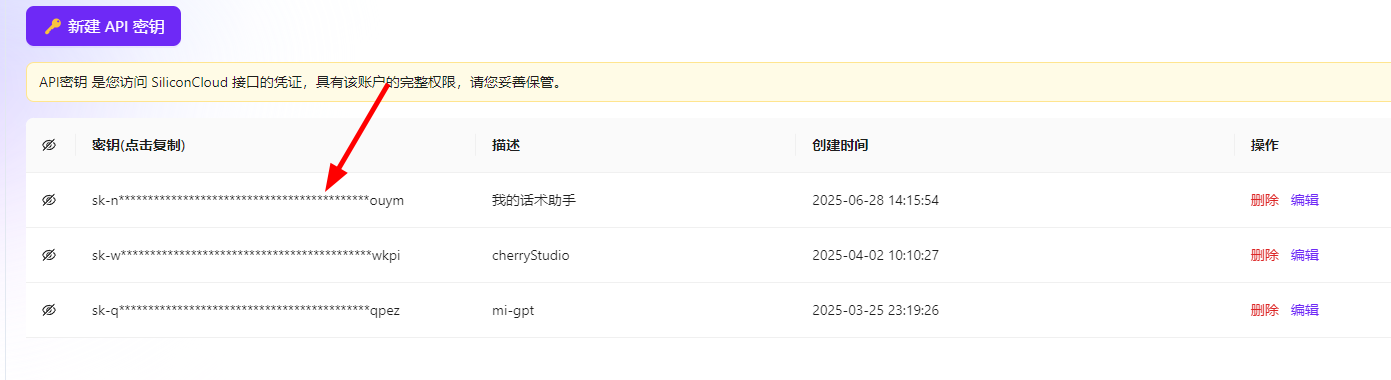 🔑 新建 API 密钥
API密钥 是您访问 SiliconCloud 接口的凭证，具有该账户的完整权限，请您妥善保管。
密钥(点击复制) 描述 创建时间 操作
sk-n*******************************************ouym 我的话术助手 2025-06-28 14:15:54 删除 编辑
sk-w*******************************************wkpi cherryStudio 2025-04-02 10:10:27 删除 编辑
sk-q*******************************************qpez mi-gpt 2025-03-25 23:19:26 删除 编辑